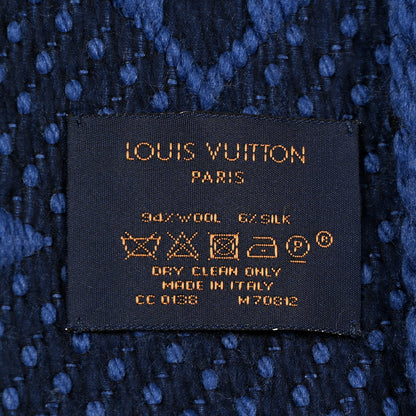 LOUIS VUITTON
PARIS
94% WOOL 6% SILK
P ®
DRY CLEAN ONLY
MADE IN ITALY
CC 0138 M70812